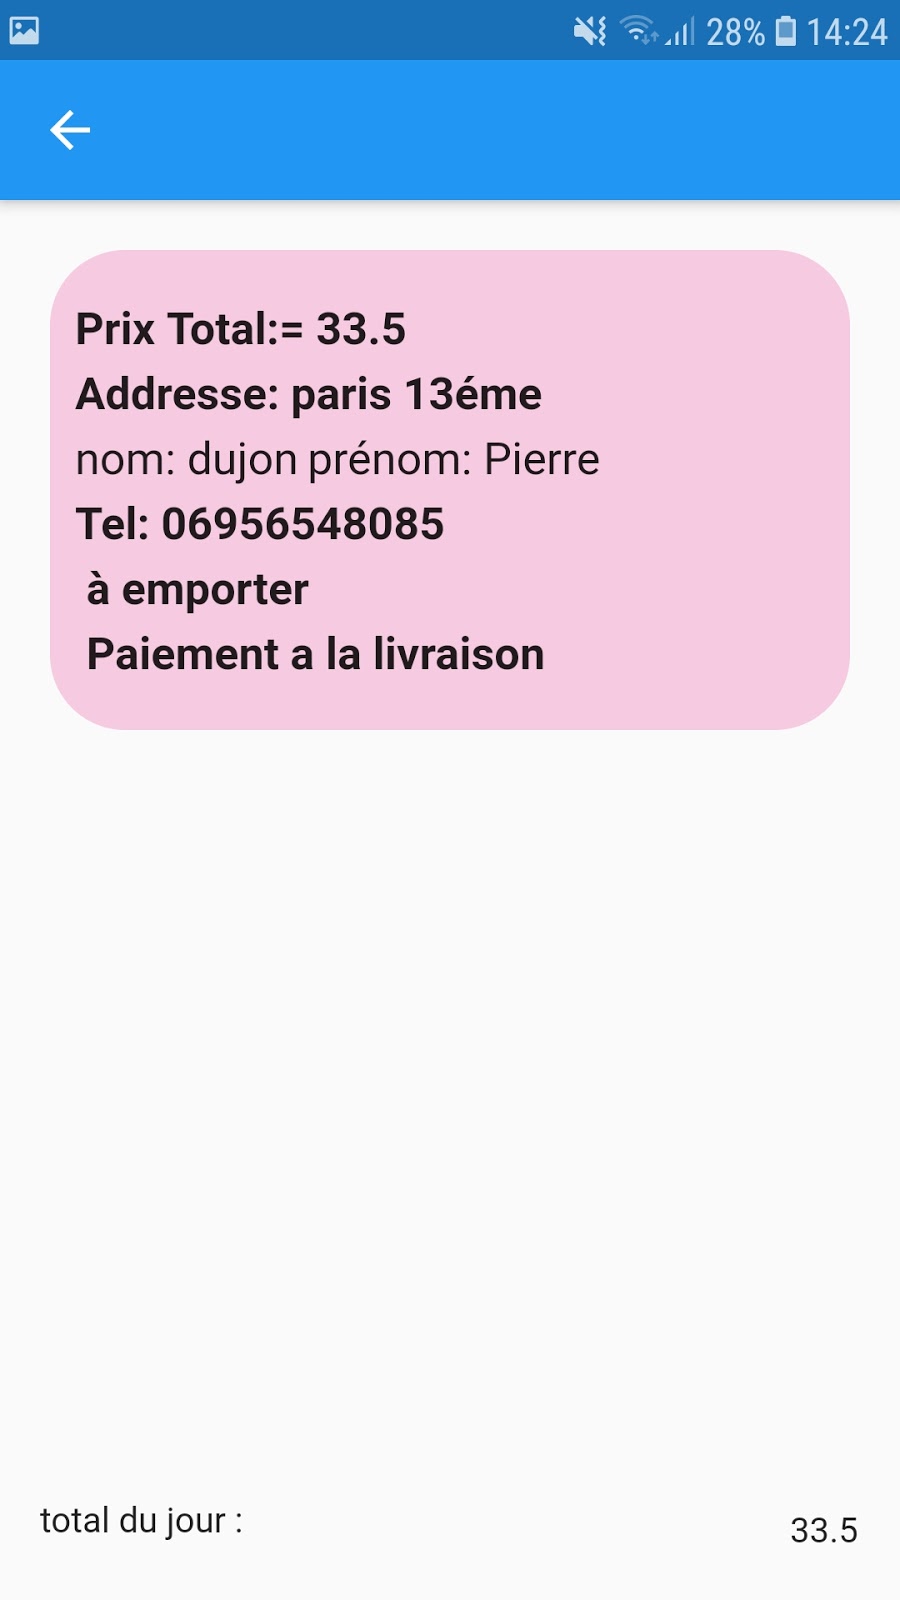 28% 14:24
Prix Total:= 33.5
Addresse: paris 13éme
nom: dujon prénom: Pierre
Tel: 06956548085
à emporter
Paiement a la livraison
total du jour :
33.5